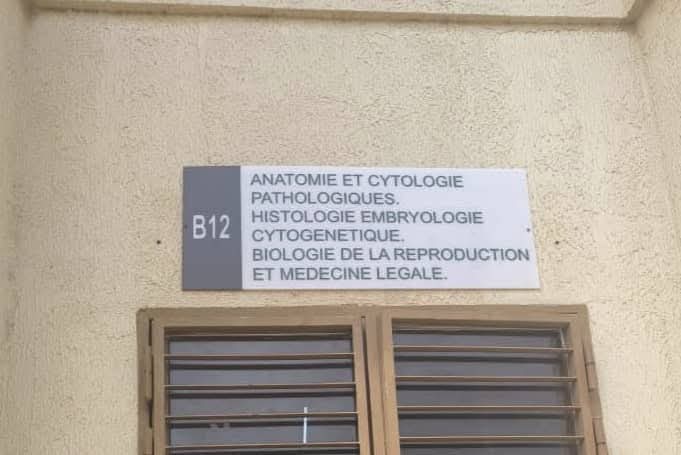 B12
ANATOMIE ET CYTOLOGIE
PATHOLOGIQUES.
HISTOLOGIE EMBRYOLOGIE
CYTOGENETIQUE.
BIOLOGIE DE LA REPRODUCTION
ET MEDECINE LEGALE.